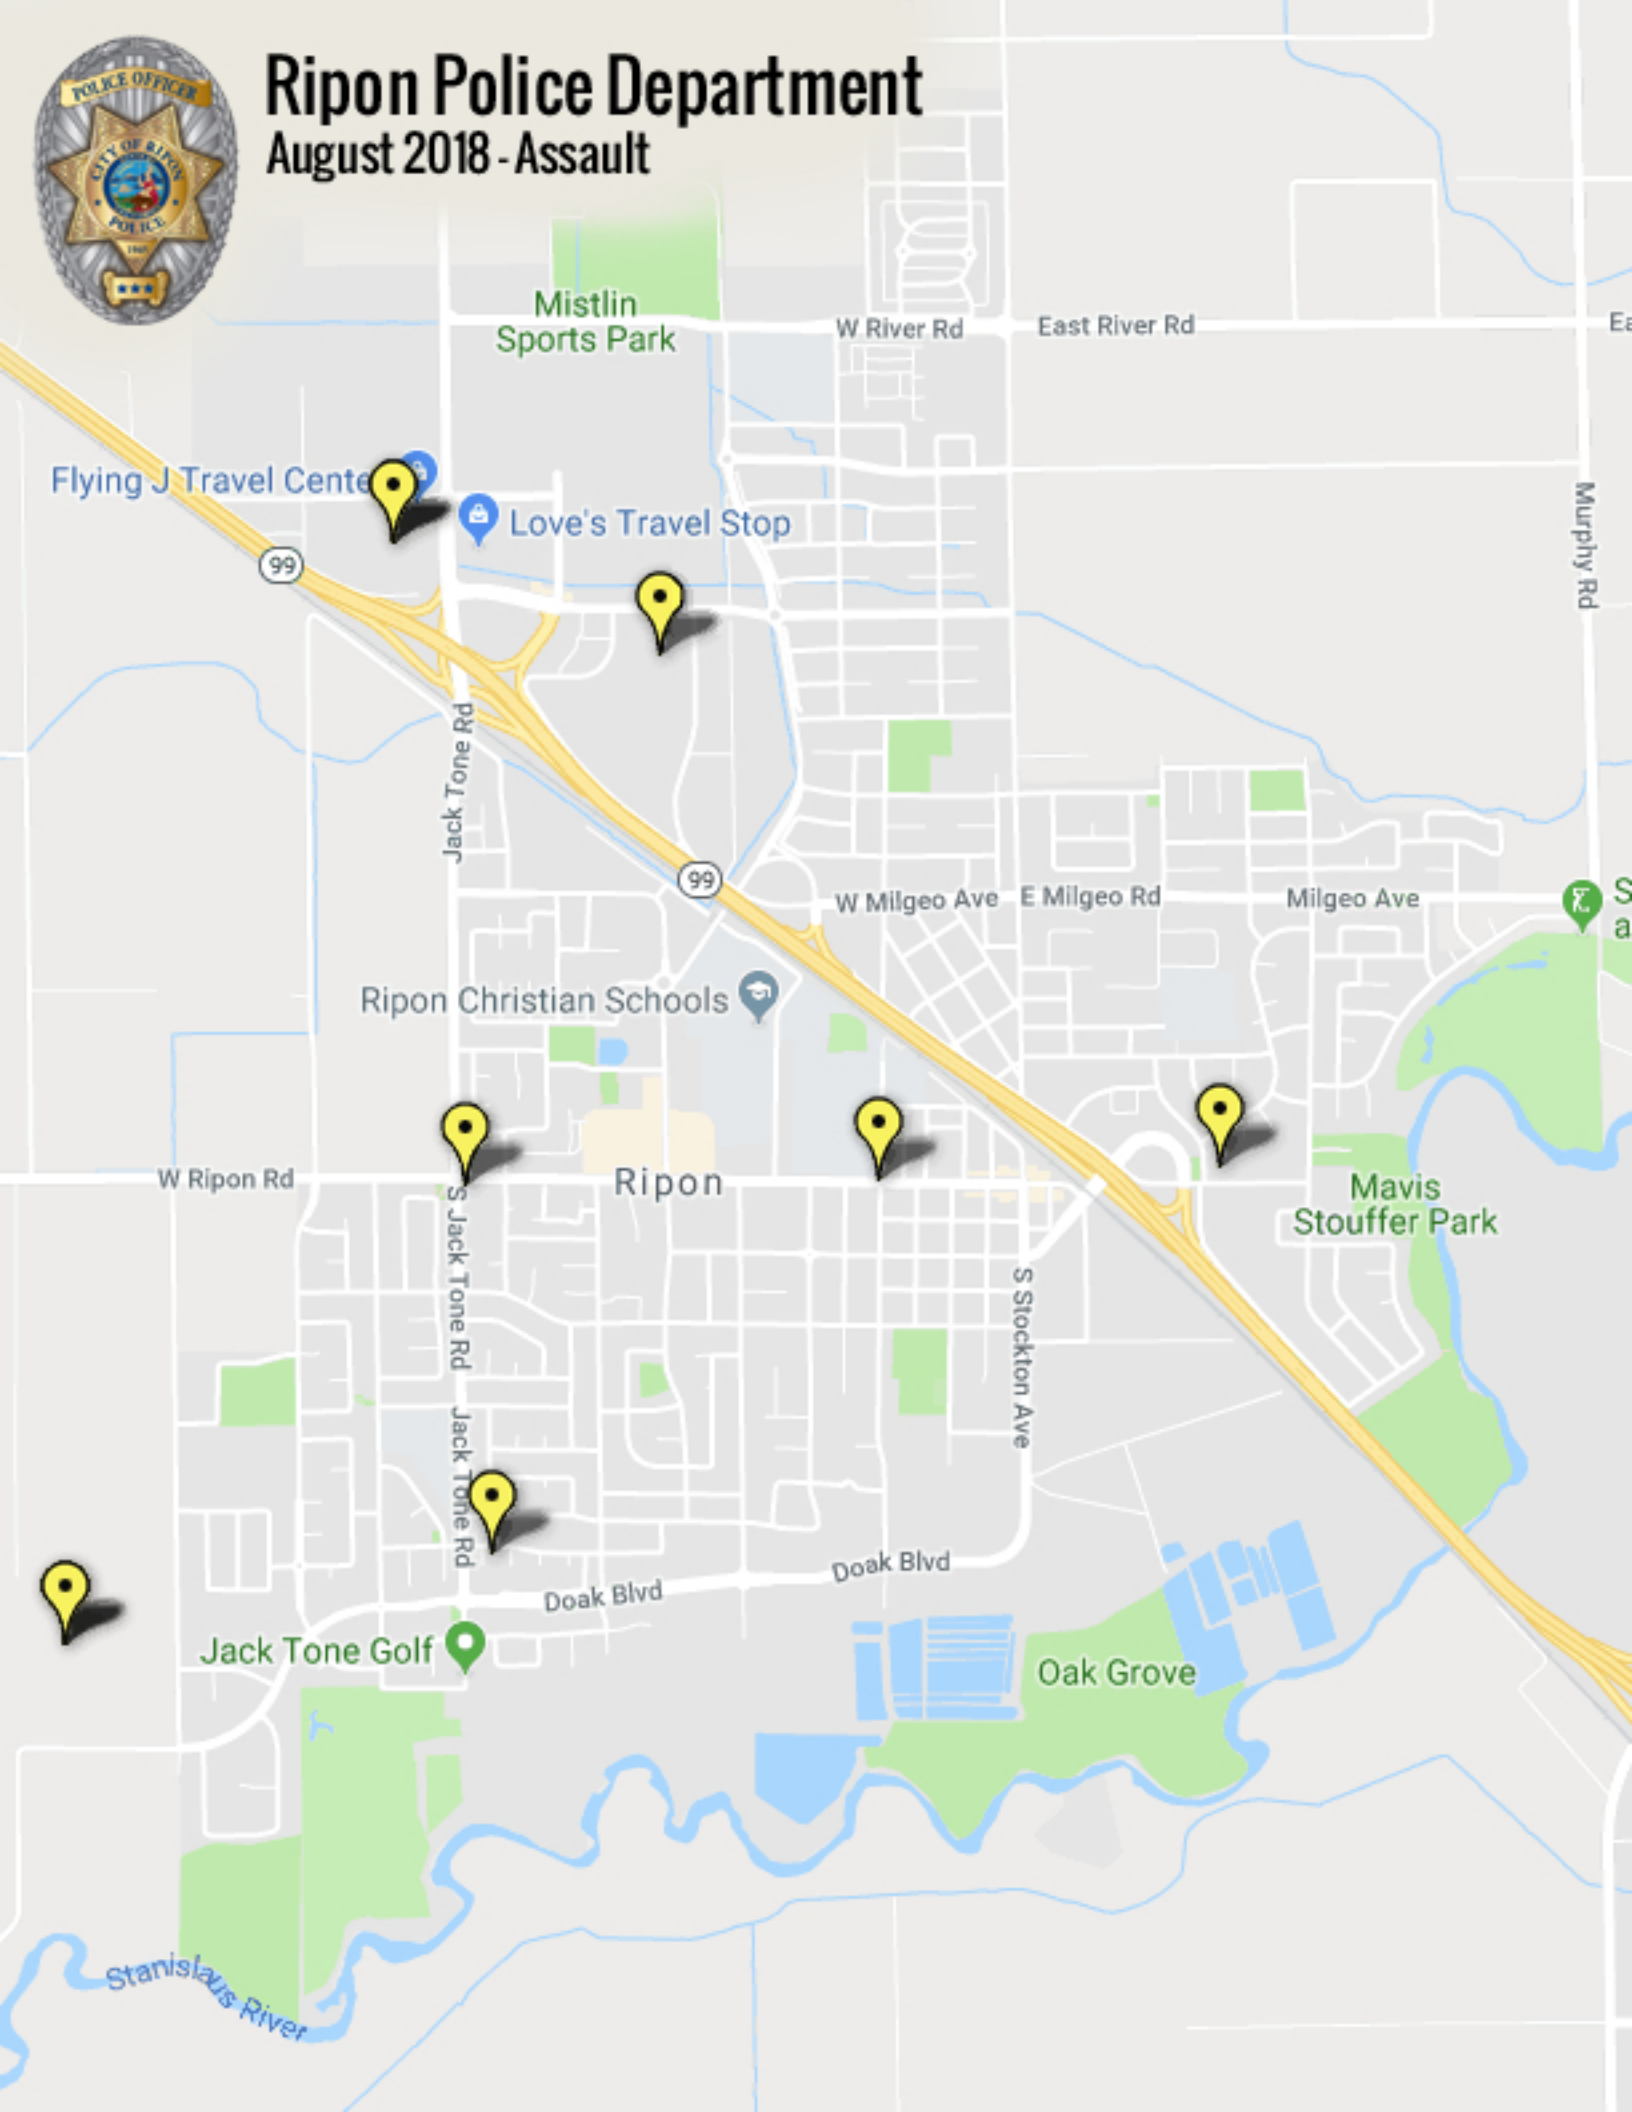 POLICE OFFICER
CITY OF RIPON
POLICE
Ripon Police Department
August 2018 - Assault
Mistlin
Sports Park
W River Rd
East River Rd
Ea
Flying J Travel Cente
Love's Travel Stop
Murphy Rd
99
Jack Tone Rd
99
W Milgeo Ave
E Milgeo Rd
Milgeo Ave
S
a
Ripon Christian Schools
W Ripon Rd
Ripon
Mavis
Stouffer Park
S Jack Tone Rd
S Stockton Ave
Jack Tone Rd
Doak Blvd
Doak Blvd
Jack Tone Golf
Oak Grove
Stanislaus River